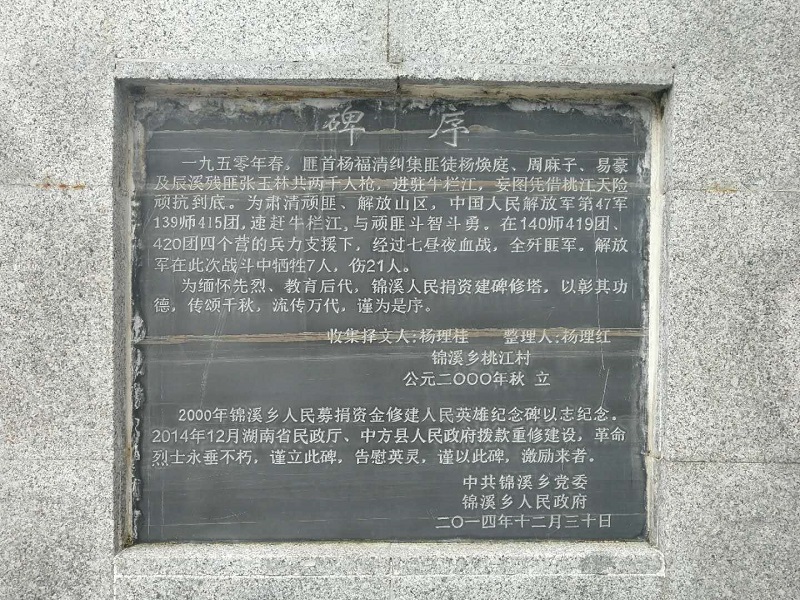 碑 序
一九五零年春，匪首杨福清纠集匪徒杨焕庭、周麻子、易豪
及辰溪残匪张玉林共两千人枪，进驻牛栏江，妄图凭借桃江天险
顽抗到底。为肃清顽匪、解放山区，中国人民解放军第47军
139师415团，速赶牛栏江，与顽匪斗智斗勇。在140师419团、
420团四个营的兵力支援下，经过七昼夜血战，全歼匪军。解放
军在此次战斗中牺牲7人，伤21人。
为缅怀先烈、教育后代，锦溪人民捐资建碑修塔，以彰其功
德，传颂千秋，流传万代，谨为是序。
收集择文人：杨理桂 整理人：杨理红
锦溪乡桃江村
公元二〇〇〇年秋 立
2000年锦溪乡人民募捐资金修建人民英雄纪念碑以志纪念。
2014年12月湖南省民政厅、中方县人民政府拨款重修建设，革命
烈士永垂不朽，谨立此碑，告慰英灵，谨以此碑，激励来者。
中共锦溪乡党委
锦溪乡人民政府
二〇一四年十二月三十日